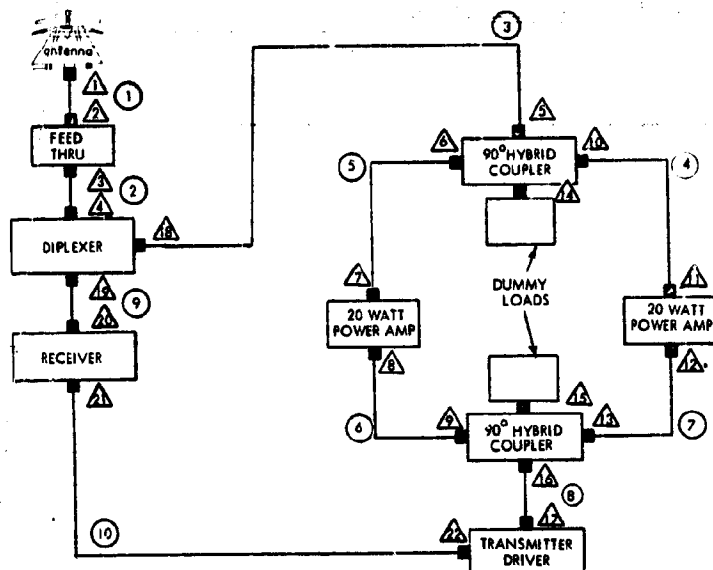 antenna
1
1
2
FEED
THRU
3
2
4
DIPLEXER
18
19
9
20
RECEIVER
21
10
3
5
6
10
90° HYBRID
COUPLER
5
4
14
7
DUMMY
LOADS
11
20 WATT
POWER AMP
20 WATT
POWER AMP
8
12
15
6
9
90° HYBRID
COUPLER
13
7
16
8
17
22
TRANSMITTER
DRIVER